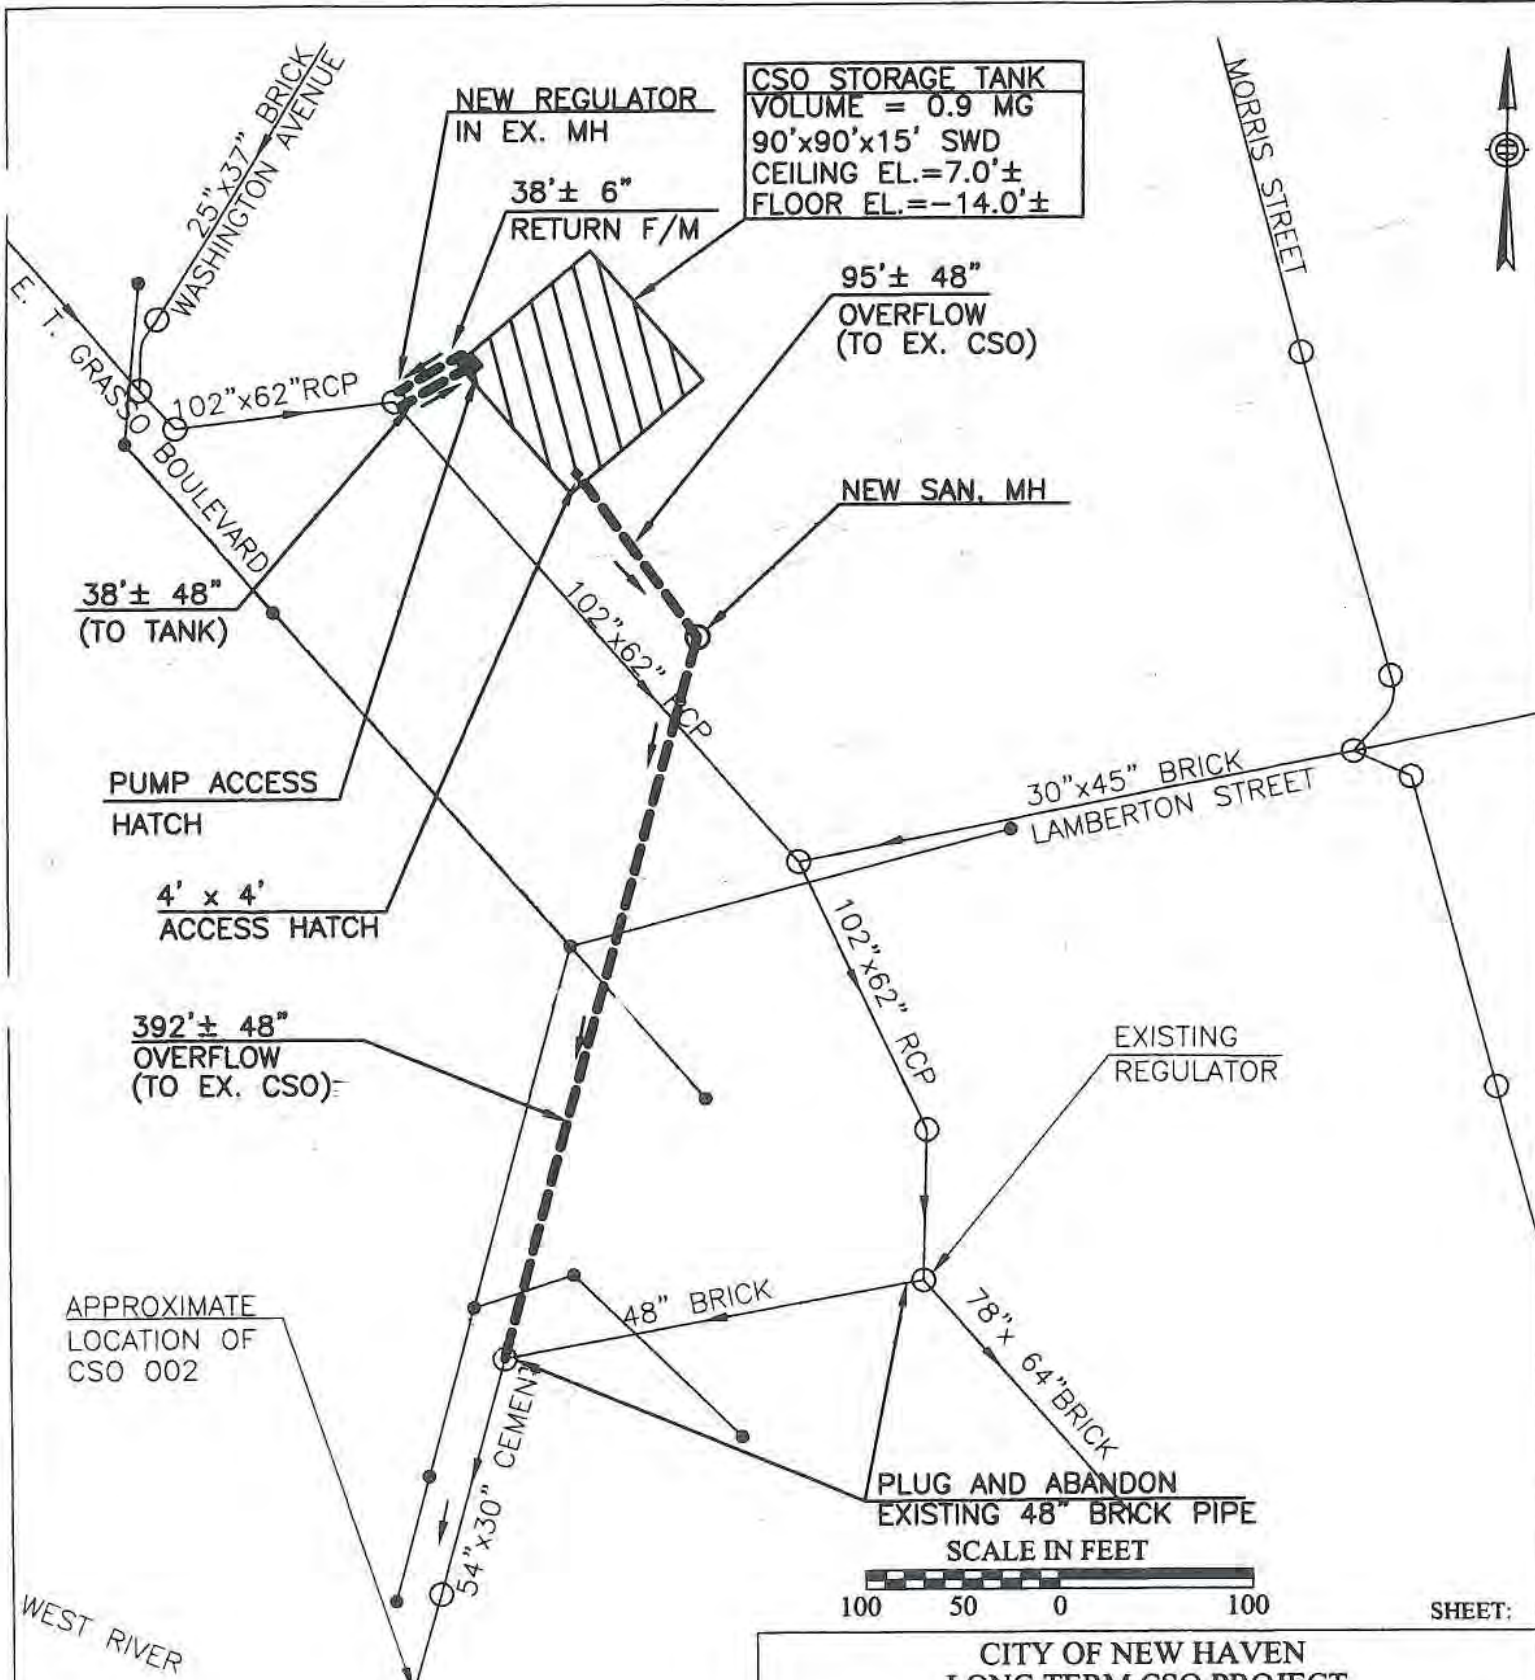 25"x37" BRICK
WASHINGTON AVENUE
NEW REGULATOR
IN EX. MH
38'± 6"
RETURN F/M
CSO STORAGE TANK
VOLUME = 0.9 MG
90'x90'x15' SWD
CEILING EL.=7.0'±
FLOOR EL.=-14.0'±
MORRIS STREET
95'± 48"
OVERFLOW
(TO EX. CSO)
E. T. GRASSO BOULEVARD
102"x62"RCP
NEW SAN. MH
38'± 48"
(TO TANK)
102"x62" RCP
PUMP ACCESS
HATCH
30"x45" BRICK
LAMBERTON STREET
4' x 4'
ACCESS HATCH
102"x62" RCP
392'± 48"
OVERFLOW
(TO EX. CSO)
EXISTING
REGULATOR
APPROXIMATE
LOCATION OF
CSO 002
48" BRICK
78"x 64"BRICK
54"x30" CEMENT
PLUG AND ABANDON
EXISTING 48" BRICK PIPE
SCALE IN FEET
100 50 0 100
SHEET:
WEST RIVER
CITY OF NEW HAVEN
LONG TERM CSO PROJECT